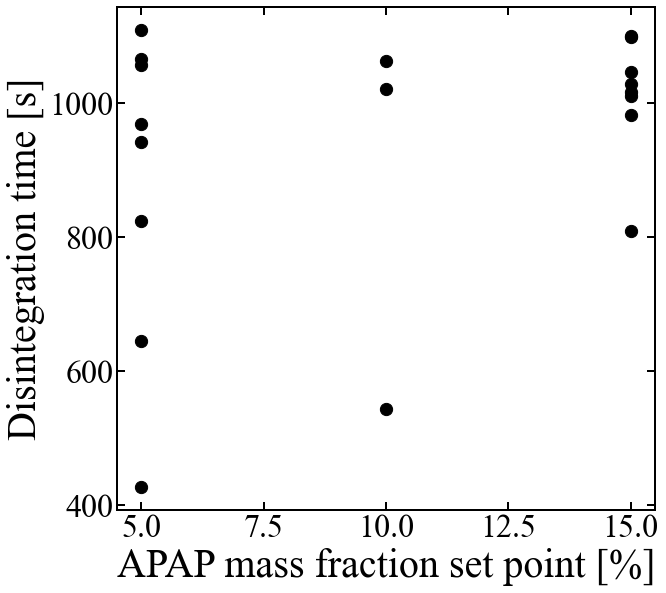 Disintegration time [s]
1000
800
600
400
5.0 7.5 10.0 12.5 15.0
APAP mass fraction set point [%]